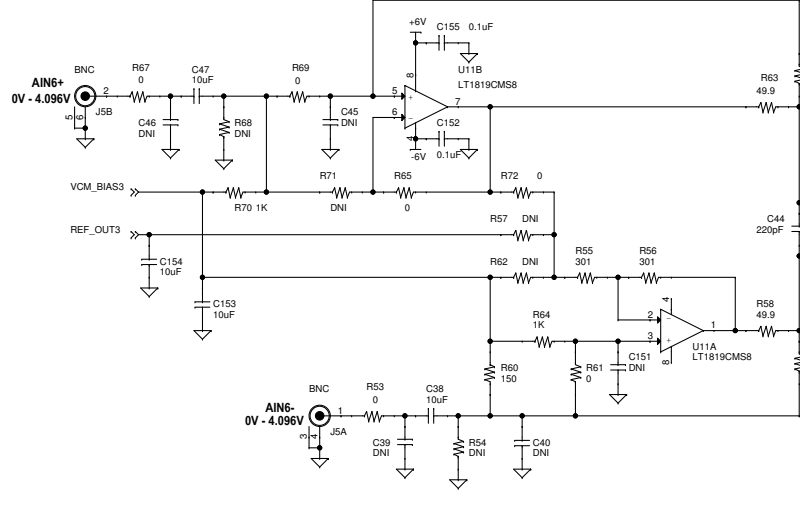 +6V
C155 0.1uF
U11B
LT1819CMS8
8
5
+
7
6
−
4
-6V
C152
0.1uF
BNC
AIN6+
0V - 4.096V
2
J5B
5
6
R67
0
C47
10uF
R69
0
C46
DNI
R68
DNI
C45
DNI
R63
49.9
VCM_BIAS3
R70 1K
R71
DNI
R65
0
R72 0
REF_OUT3
R57 DNI
C154
10uF
C44
220pF
R62 DNI
R55
301
R56
301
C153
10uF
R64
1K
4
2
−
1
3
+
8
U11A
LT1819CMS8
R58
49.9
R60
150
R61
0
C151
DNI
BNC
AIN6-
0V - 4.096V
1
J5A
3
4
R53
0
C38
10uF
C39
DNI
R54
DNI
C40
DNI